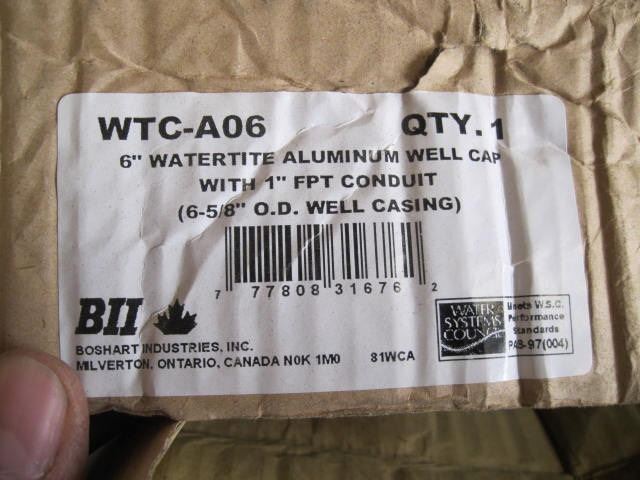 WTC-A06 QTY. 1
6" WATERTITE ALUMINUM WELL CAP
WITH 1" FPT CONDUIT
(6-5/8" O.D. WELL CASING)
7 77808 31676 2
BII
BOSHART INDUSTRIES, INC.
MILVERTON, ONTARIO, CANADA N0K 1M0 81WCA
WATER
SYSTEMS
COUNCIL
Meets W.S.C.
Performance
Standards
PAS-97(004)